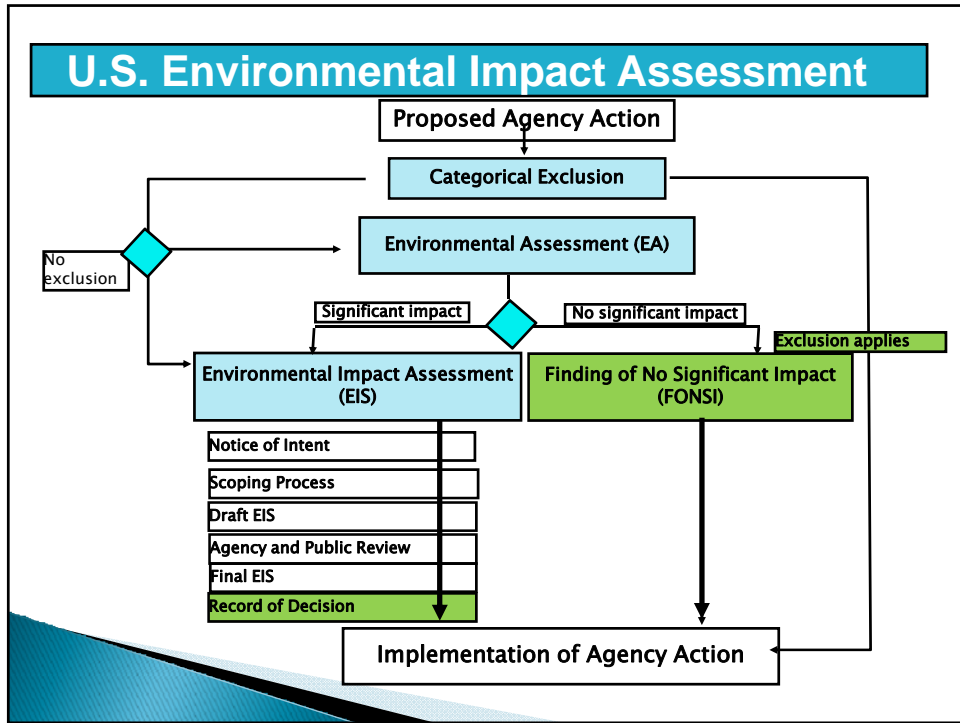 U.S. Environmental Impact Assessment
Proposed Agency Action
Categorical Exclusion
Environmental Assessment (EA)
No
exclusion
Significant impact
No significant impact
Exclusion applies
Environmental Impact Assessment
(EIS)
Finding of No Significant Impact
(FONSI)
Notice of Intent
Scoping Process
Draft EIS
Agency and Public Review
Final EIS
Record of Decision
Implementation of Agency Action